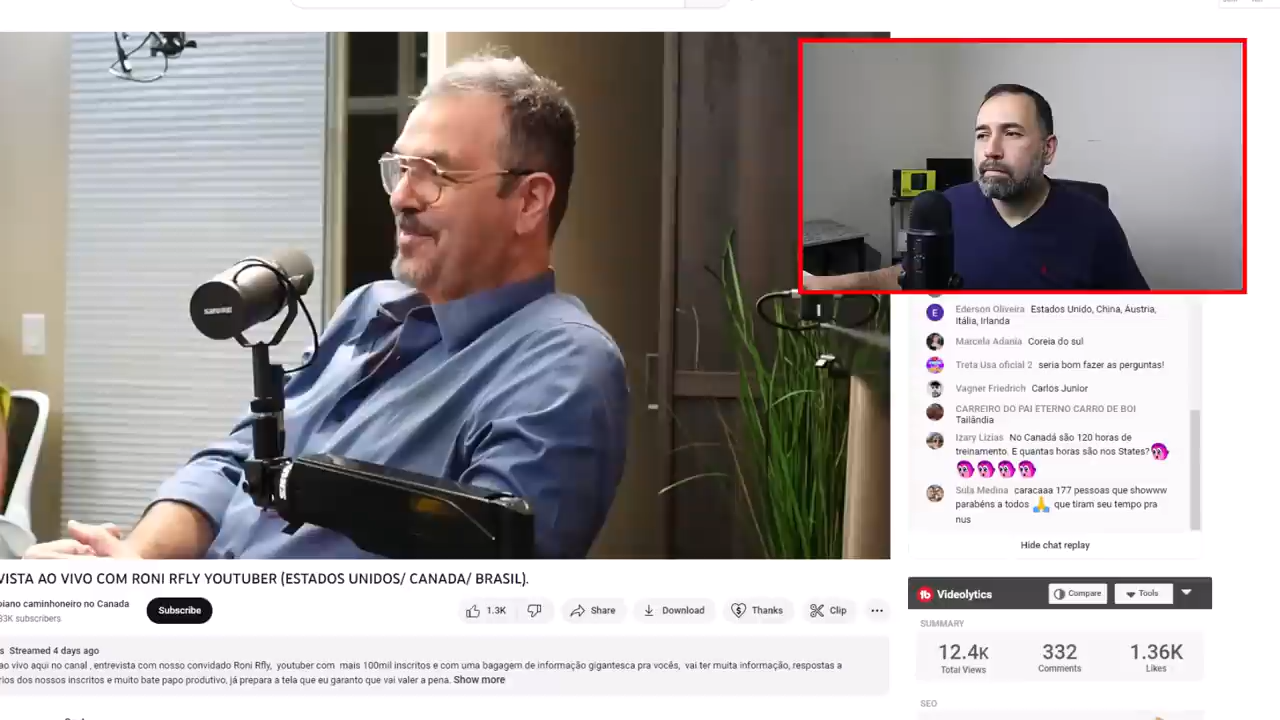 SHURE
Ederson Oliveira Estados Unido, China, Áustria,
Itália, Irlanda
Marcela Adania Coreia do sul
Treta Usa oficial 2 seria bom fazer as perguntas!
Vagner Friedrich Carlos Junior
CARREIRO DO PAI ETERNO CARRO DE BOI
Tailândia
Izary Lizias No Canadá são 120 horas de
treinamento. E quantas horas são nos States?
Sula Medina caracaaa 177 pessoas que showww
parabéns a todos que tiram seu tempo pra
nus
Hide chat replay
VISTA AO VIVO COM RONI RFLY YOUTUBER (ESTADOS UNIDOS/ CANADA/ BRASIL).
oiano caminhoneiro no Canada
33K subscribers
Subscribe
1.3K
Share
Download
Thanks
Clip
s Streamed 4 days ago
ao vivo aqui no canal , entrevista com nosso convidado Roni Rfly, youtuber com mais 100mil inscritos e com uma bagagem de informação gigantesca pra vocês, vai ter muita informação, respostas a
rios dos nossos inscritos e muito bate papo produtivo, já prepara a tela que eu garanto que vai valer a pena. Show more
Videolytics
Compare
Tools
SUMMARY
12.4K 332 1.36K
Total Views Comments Likes
SEO